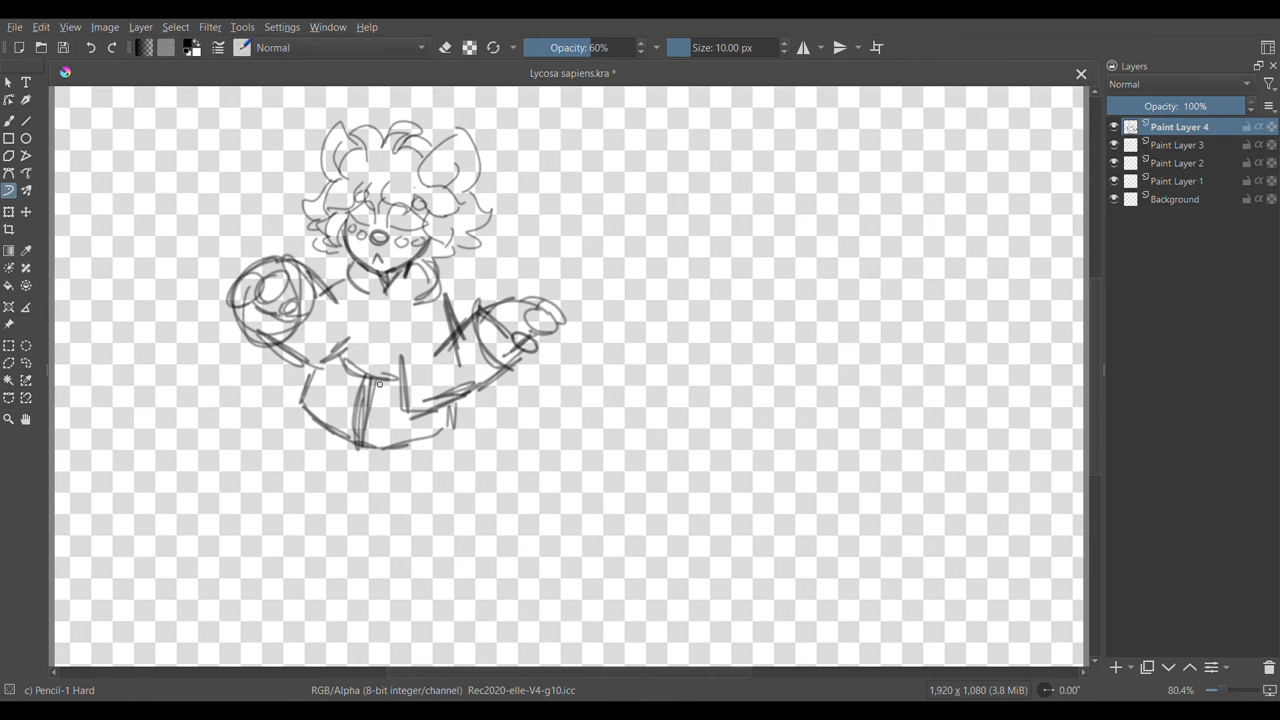 File Edit View Image Layer Select Filter Tools Settings Window Help
Normal Opacity: 60% Size: 10.00 px
Lycosa sapiens.kra *
Layers
Normal
Opacity: 100%
Paint Layer 4
Paint Layer 3
Paint Layer 2
Paint Layer 1
Background
c) Pencil-1 Hard RGB/Alpha (8-bit integer/channel) Rec2020-elle-V4-g10.icc 1,920 x 1,080 (3.8 MiB) 0.00° 80.4%